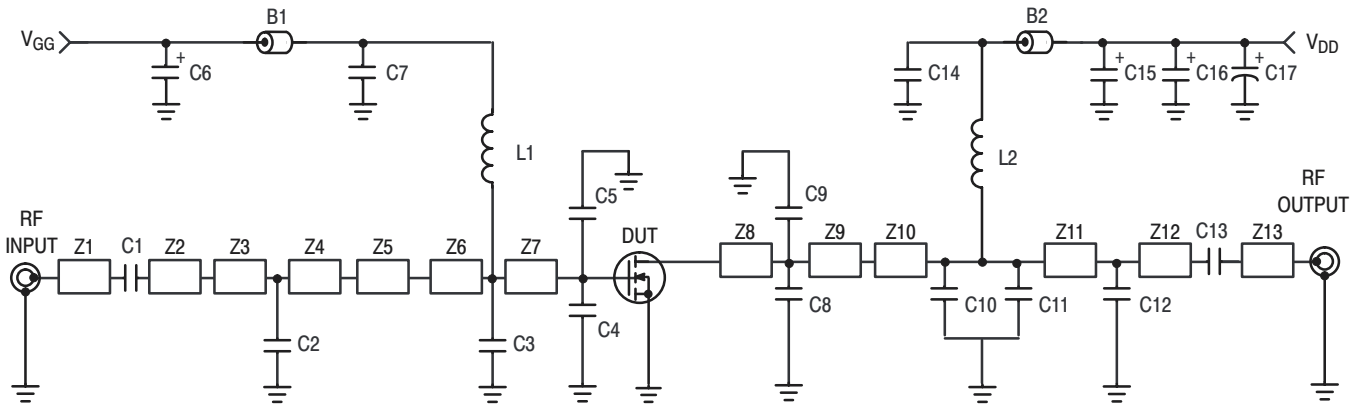 B1
B2
VGG
+
C6
C7
C14
+
C15
+
C16
+
C17
VDD
L1
L2
C5
C9
RF
INPUT
Z1
C1
Z2
Z3
Z4
Z5
Z6
Z7
DUT
Z8
Z9
Z10
Z11
Z12
C13
Z13
RF
OUTPUT
C2
C3
C4
C8
C10
C11
C12